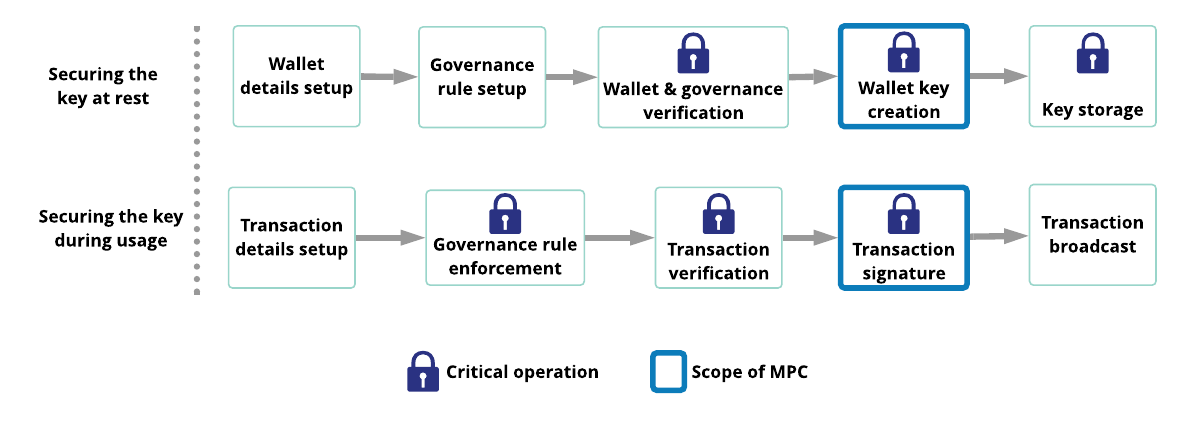 Securing the
key at rest
Wallet
details setup
Governance
rule setup
Wallet & governance
verification
Wallet key
creation
Key storage
Securing the key
during usage
Transaction
details setup
Governance rule
enforcement
Transaction
verification
Transaction
signature
Transaction
broadcast
Critical operation
Scope of MPC